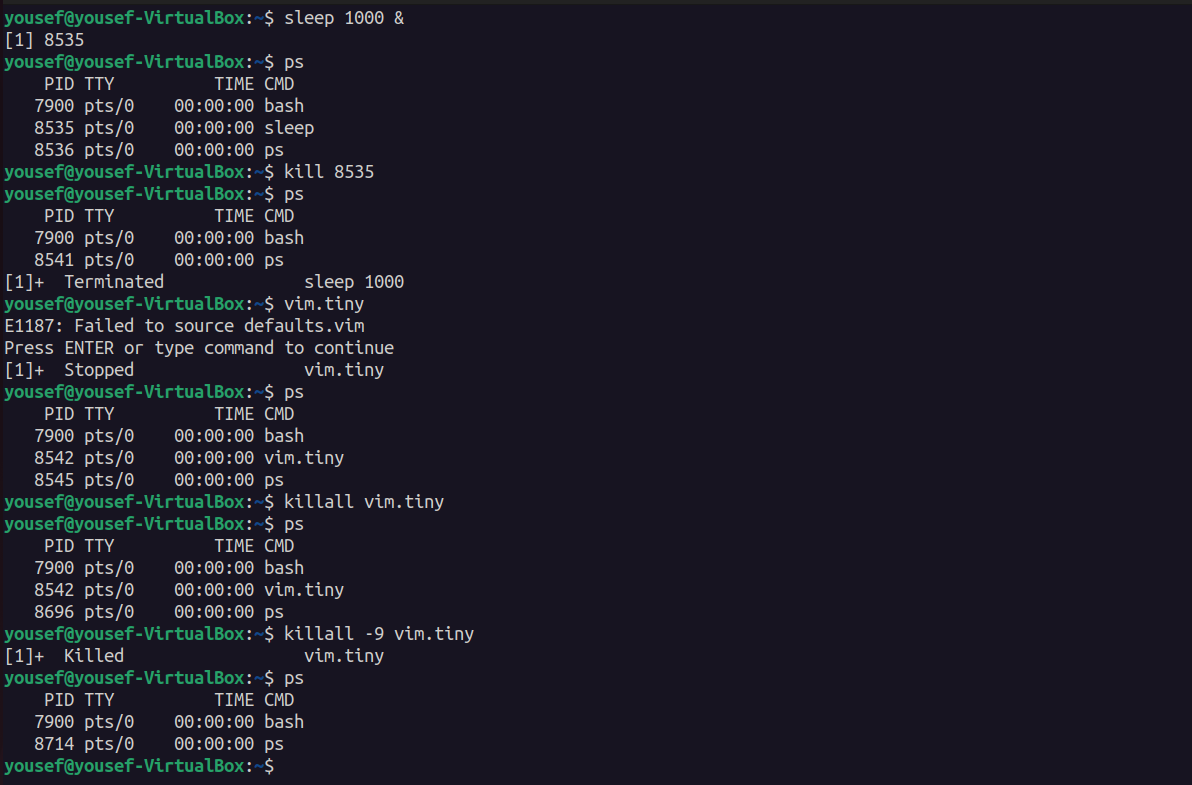 yousef@yousef-VirtualBox:~$ sleep 1000 &
[1] 8535
yousef@yousef-VirtualBox:~$ ps
    PID TTY          TIME CMD
   7900 pts/0    00:00:00 bash
   8535 pts/0    00:00:00 sleep
   8536 pts/0    00:00:00 ps
yousef@yousef-VirtualBox:~$ kill 8535
yousef@yousef-VirtualBox:~$ ps
    PID TTY          TIME CMD
   7900 pts/0    00:00:00 bash
   8541 pts/0    00:00:00 ps
[1]+  Terminated              sleep 1000
yousef@yousef-VirtualBox:~$ vim.tiny
E1187: Failed to source defaults.vim
Press ENTER or type command to continue
[1]+  Stopped                 vim.tiny
yousef@yousef-VirtualBox:~$ ps
    PID TTY          TIME CMD
   7900 pts/0    00:00:00 bash
   8542 pts/0    00:00:00 vim.tiny
   8545 pts/0    00:00:00 ps
yousef@yousef-VirtualBox:~$ killall vim.tiny
yousef@yousef-VirtualBox:~$ ps
    PID TTY          TIME CMD
   7900 pts/0    00:00:00 bash
   8542 pts/0    00:00:00 vim.tiny
   8696 pts/0    00:00:00 ps
yousef@yousef-VirtualBox:~$ killall -9 vim.tiny
[1]+  Killed                  vim.tiny
yousef@yousef-VirtualBox:~$ ps
    PID TTY          TIME CMD
   7900 pts/0    00:00:00 bash
   8714 pts/0    00:00:00 ps
yousef@yousef-VirtualBox:~$